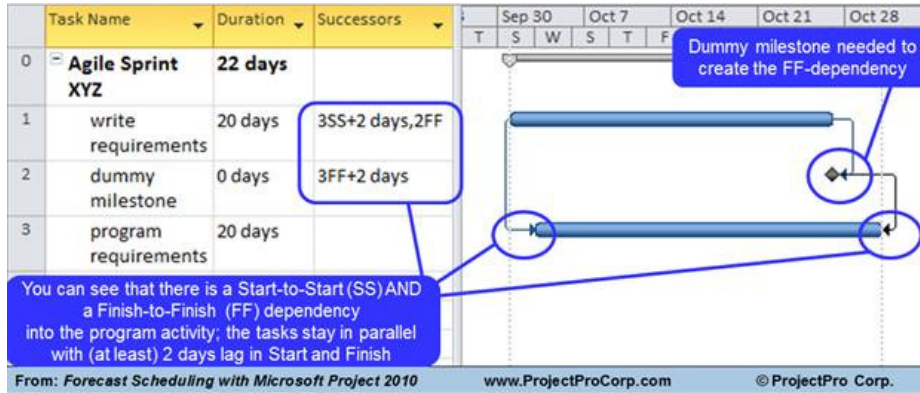 Task Name Duration Successors Sep 30 Oct 7 Oct 14 Oct 21 Oct 28
T S W S T F
Dummy milestone needed to
create the FF-dependency
0 Agile Sprint 22 days
XYZ
1 write 20 days 3SS+2 days,2FF
requirements
2 dummy 0 days 3FF+2 days
milestone
3 program 20 days
requirements
You can see that there is a Start-to-Start (SS) AND
a Finish-to-Finish (FF) dependency
into the program activity; the tasks stay in parallel
with (at least) 2 days lag in Start and Finish
From: Forecast Scheduling with Microsoft Project 2010 www.ProjectProCorp.com © ProjectPro Corp.